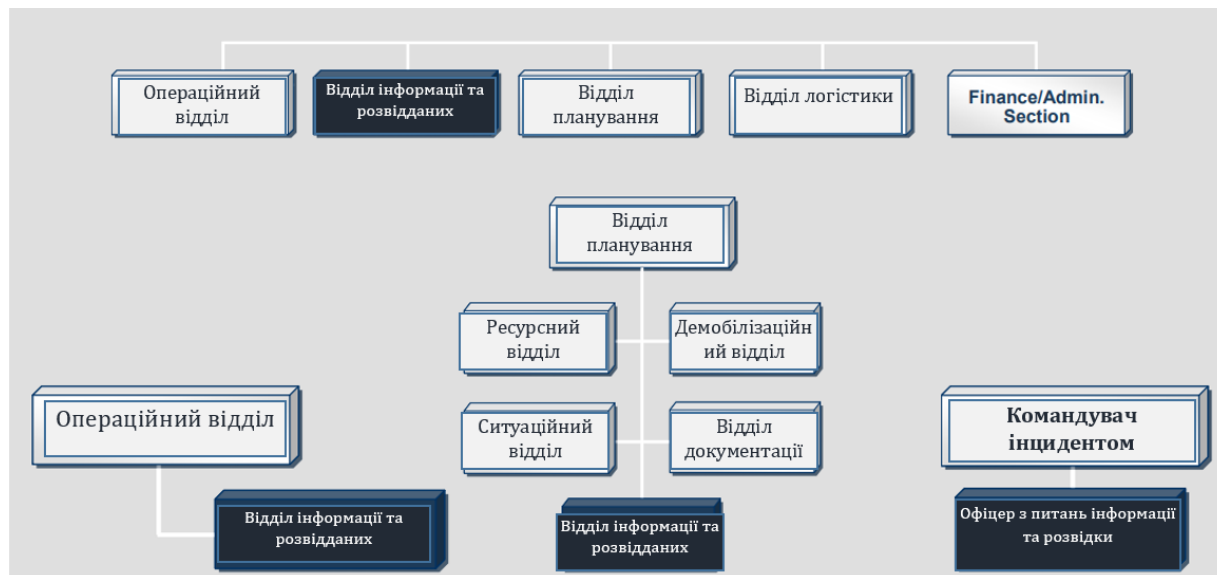 Операційний
відділ
Відділ інформації та
розвідданих
Відділ
планування
Відділ логістики
Finance/Admin.
Section
Відділ
планування
Ресурсний
відділ
Демобілізаційн
ий відділ
Операційний відділ
Ситуаційний
відділ
Відділ
документації
Командувач
інцидентом
Відділ інформації та
розвідданих
Відділ інформації та
розвідданих
Офіцер з питань інформації
та розвідки